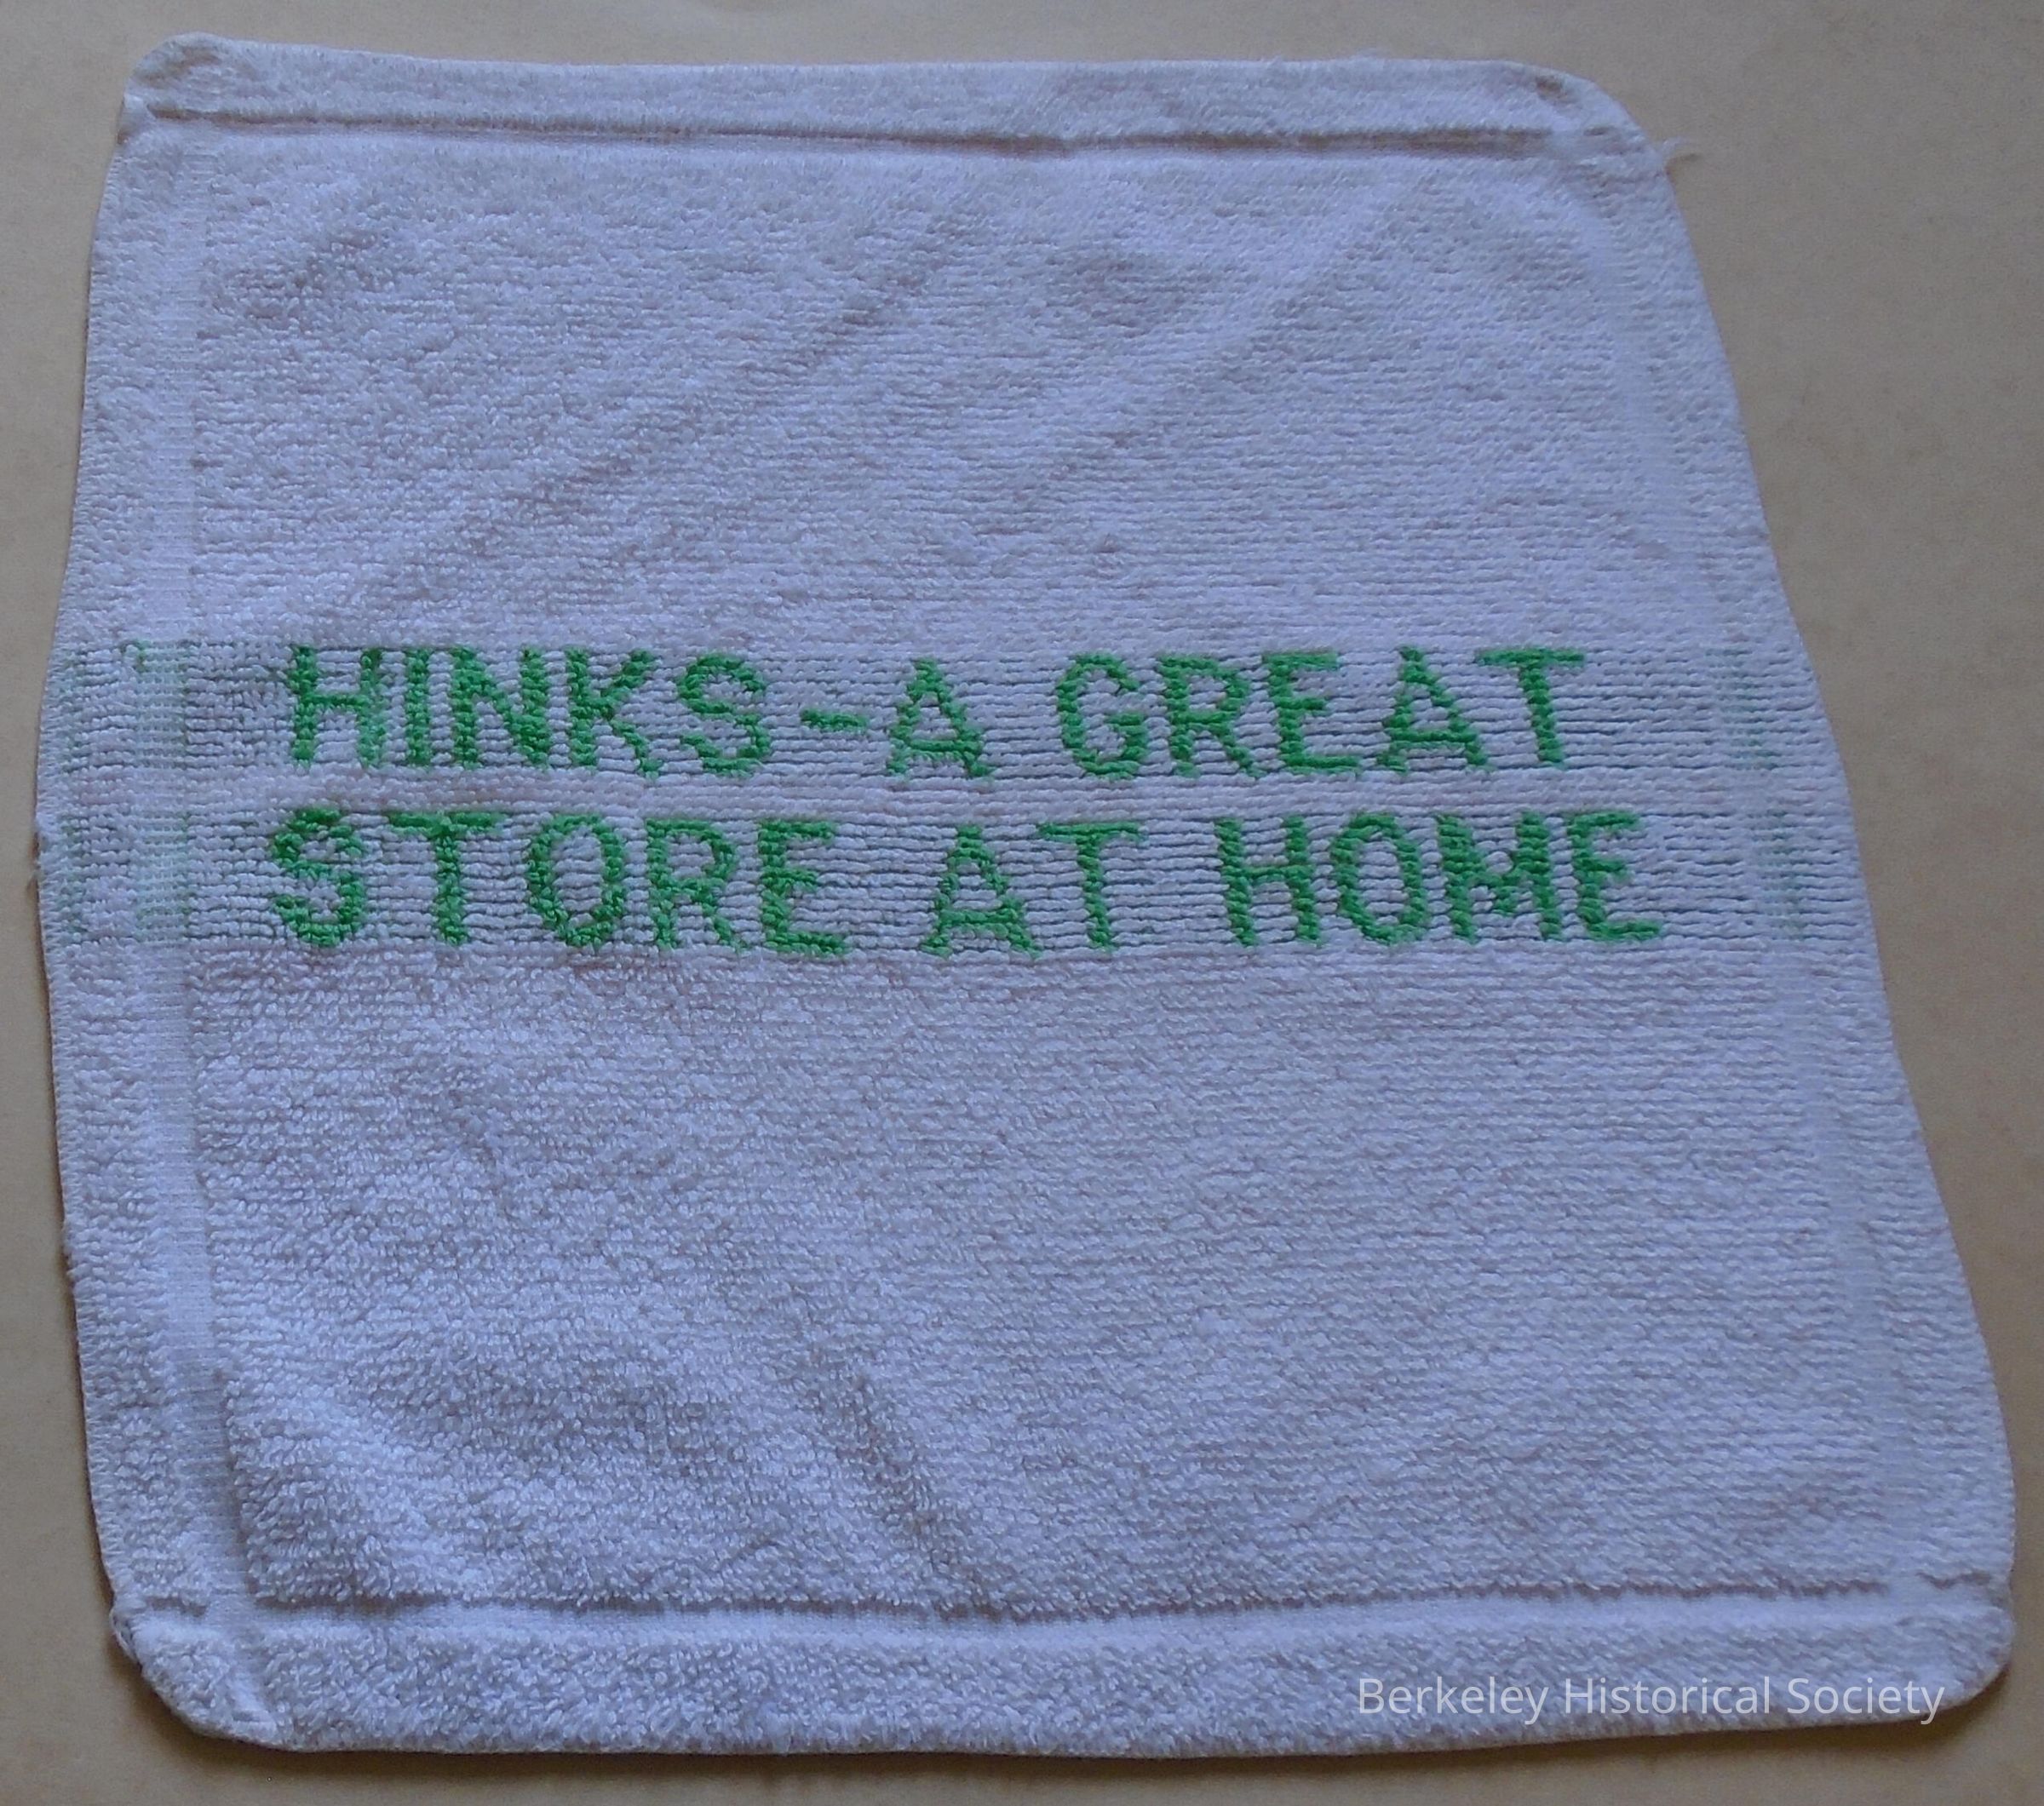 HINKS-A GREAT
STORE AT HOME
Berkeley Historical Society